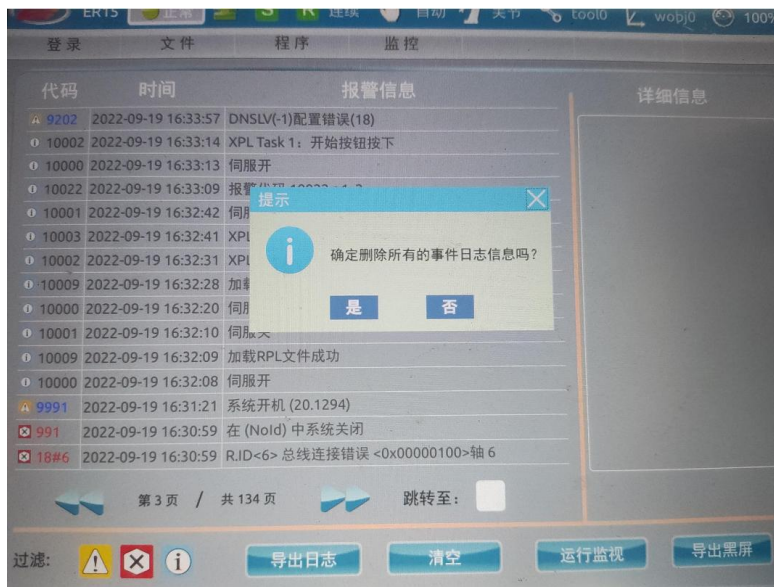 ERTS 正常 S R 连续 自动 关节 tool0 wobj0 100%
登录 文件 程序 监控
代码 时间 报警信息 详细信息
9202 2022-09-19 16:33:57 DNSLV(-1)配置错误(18)
10002 2022-09-19 16:33:14 XPL Task 1：开始按钮按下
10000 2022-09-19 16:33:13 伺服开
10022 2022-09-19 16:33:09
10001 2022-09-19 16:32:42
10003 2022-09-19 16:32:41 XPL
10002 2022-09-19 16:32:31 XPL
10009 2022-09-19 16:32:28
10000 2022-09-19 16:32:20
10001 2022-09-19 16:32:10
10009 2022-09-19 16:32:09 加载RPL文件成功
10000 2022-09-19 16:32:08 伺服开
9991 2022-09-19 16:31:21 系统开机 (20.1294)
991 2022-09-19 16:30:59 在 (NoId) 中系统关闭
18#6 2022-09-19 16:30:59 R.ID<6> 总线连接错误 <0x00000100>轴 6
提示
确定删除所有的事件日志信息吗?
是 否
第 3 页 / 共 134 页 跳转至：
过滤: 导出日志 清空 运行监视 导出黑屏